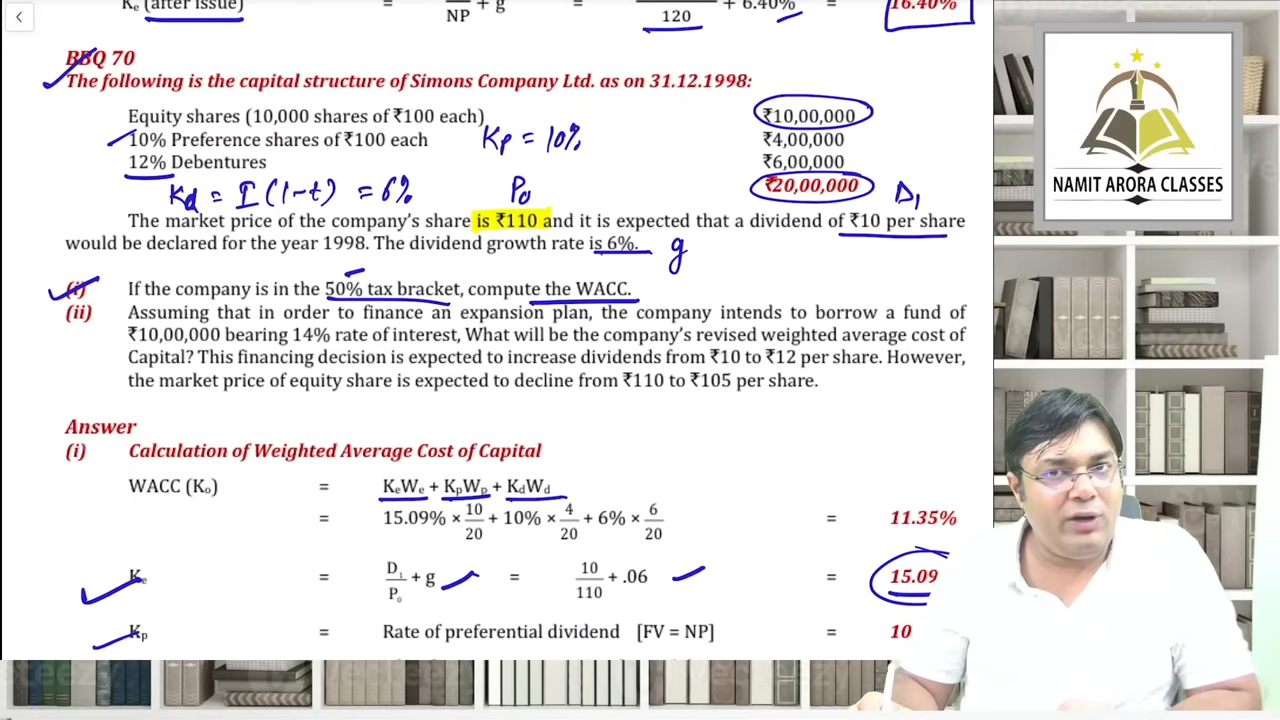 Kₑ (after issue) = NP + g = 120 + 6.40% = 16.40%
BBQ 70
The following is the capital structure of Simons Company Ltd. as on 31.12.1998:
Equity shares (10,000 shares of ₹100 each) ₹10,00,000
10% Preference shares of ₹100 each Kp = 10% ₹4,00,000
12% Debentures ₹6,00,000
Kd = I (1-t) = 6% P₀ ₹20,00,000 D₁
The market price of the company's share is ₹110 and it is expected that a dividend of ₹10 per share
would be declared for the year 1998. The dividend growth rate is 6%. g
(i) If the company is in the 50% tax bracket, compute the WACC.
(ii) Assuming that in order to finance an expansion plan, the company intends to borrow a fund of
₹10,00,000 bearing 14% rate of interest, What will be the company's revised weighted average cost of
Capital? This financing decision is expected to increase dividends from ₹10 to ₹12 per share. However,
the market price of equity share is expected to decline from ₹110 to ₹105 per share.
Answer
(i) Calculation of Weighted Average Cost of Capital
WACC (Kₒ) = KₑWₑ + KₚWₚ + KdWd
= 15.09% × 10/20 + 10% × 4/20 + 6% × 6/20 = 11.35%
Kₑ = D₁/P₀ + g = 10/110 + .06 = 15.09
Kₚ = Rate of preferential dividend [FV = NP] = 10
NAMIT ARORA CLASSES